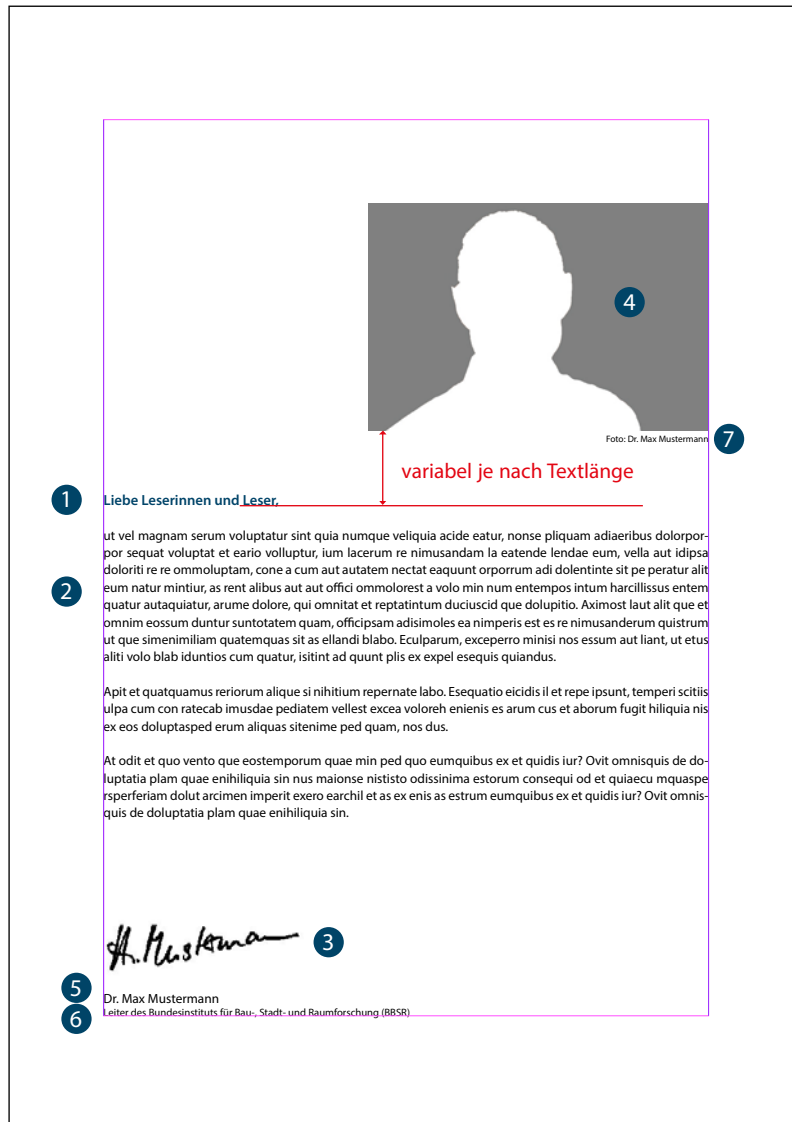 4
Foto: Dr. Max Mustermann
7
variabel je nach Textlänge
1
Liebe Leserinnen und Leser,
ut vel magnam serum voluptatur sint quia numque veliquia acide eatur, nonse pliquam adiaeribus dolorpor-
por sequat voluptat et eario volluptur, ium lacerum re nimusandam la eatende lendae eum, vella aut idipsa
doloriti re re ommoluptam, cone a cum aut autatem nectat eaquunt orporrum adi dolentinte sit pe peratur alit
2
eum natur mintiur, as rent alibus aut aut offici ommolorest a volo min num entempos intum harcillissus entem
quatur autaquiatur, arume dolore, qui omnitat et reptatintum duciuscid que dolupitio. Aximost laut alit que et
omnim eossum duntur suntotatem quam, officipsam adisimoles ea nimperis est es re nimusanderum quistrum
ut que simenimiliam quatemquas sit as ellandi blabo. Eculparum, exceperro minisi nos essum aut liant, ut etus
aliti volo blab iduntios cum quatur, isitint ad quunt plis ex expel esequis quiandus.
Apit et quatquamus reriorum alique si nihitium repernate labo. Esequatio eicidis il et repe ipsunt, temperi scitiis
ulpa cum con ratecab imusdae pediatem vellest excea voloreh enienis es arum cus et aborum fugit hiliquia nis
ex eos doluptasped erum aliquas sitenime ped quam, nos dus.
At odit et quo vento que eostemporum quae min ped quo eumquibus ex et quidis iur? Ovit omnisquis de do-
luptatia plam quae enihiliquia sin nus maionse nististo odissinima estorum consequi od et quiaecu mquaspe
rsperferiam dolut arcimen imperit exero earchil et as ex enis as estrum eumquibus ex et quidis iur? Ovit omnis-
quis de doluptatia plam quae enihiliquia sin.
H. Musterman
3
5
Dr. Max Mustermann
6
Leiter des Bundesinstituts für Bau-, Stadt- und Raumforschung (BBSR)